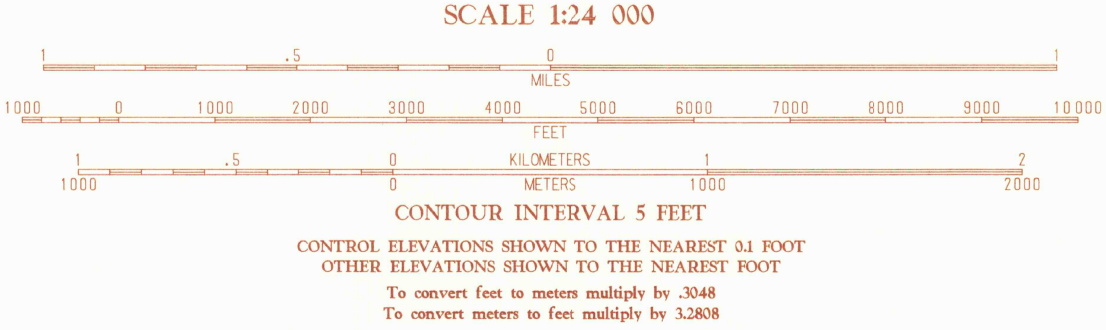 SCALE 1:24 000
1 .5 0 1
MILES
1000 0 1000 2000 3000 4000 5000 6000 7000 8000 9000 10 000
FEET
1 .5 0 KILOMETERS 1 2
1000 0 METERS 1000 2000
CONTOUR INTERVAL 5 FEET
CONTROL ELEVATIONS SHOWN TO THE NEAREST 0.1 FOOT
OTHER ELEVATIONS SHOWN TO THE NEAREST FOOT
To convert feet to meters multiply by .3048
To convert meters to feet multiply by 3.2808